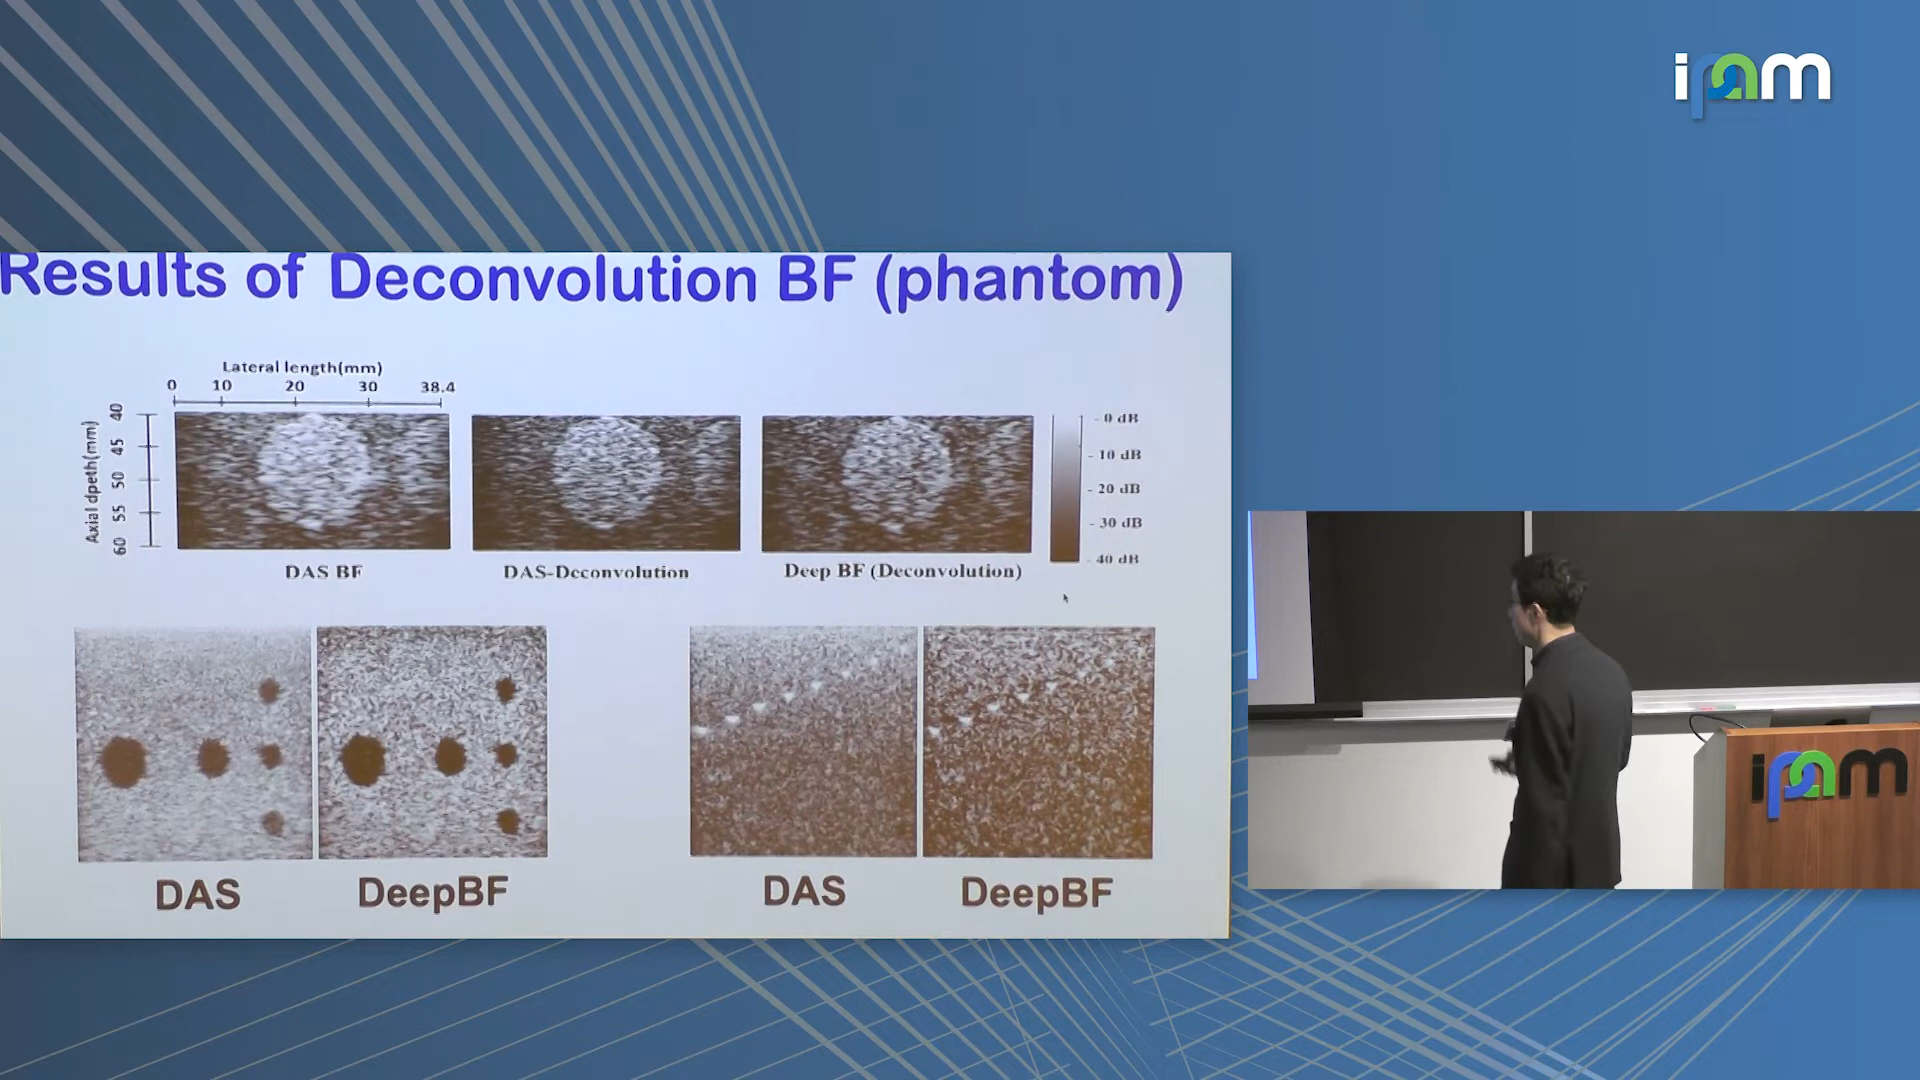 ipam
Results of Deconvolution BF (phantom)
Lateral length(mm)
0 10 20 30 38.4
Axial dpeth(mm)
40 45 50 55 60
- 0 dB
- 10 dB
- 20 dB
- 30 dB
- 40 dB
DAS BF
DAS-Deconvolution
Deep BF (Deconvolution)
DAS
DeepBF
DAS
DeepBF
ipam